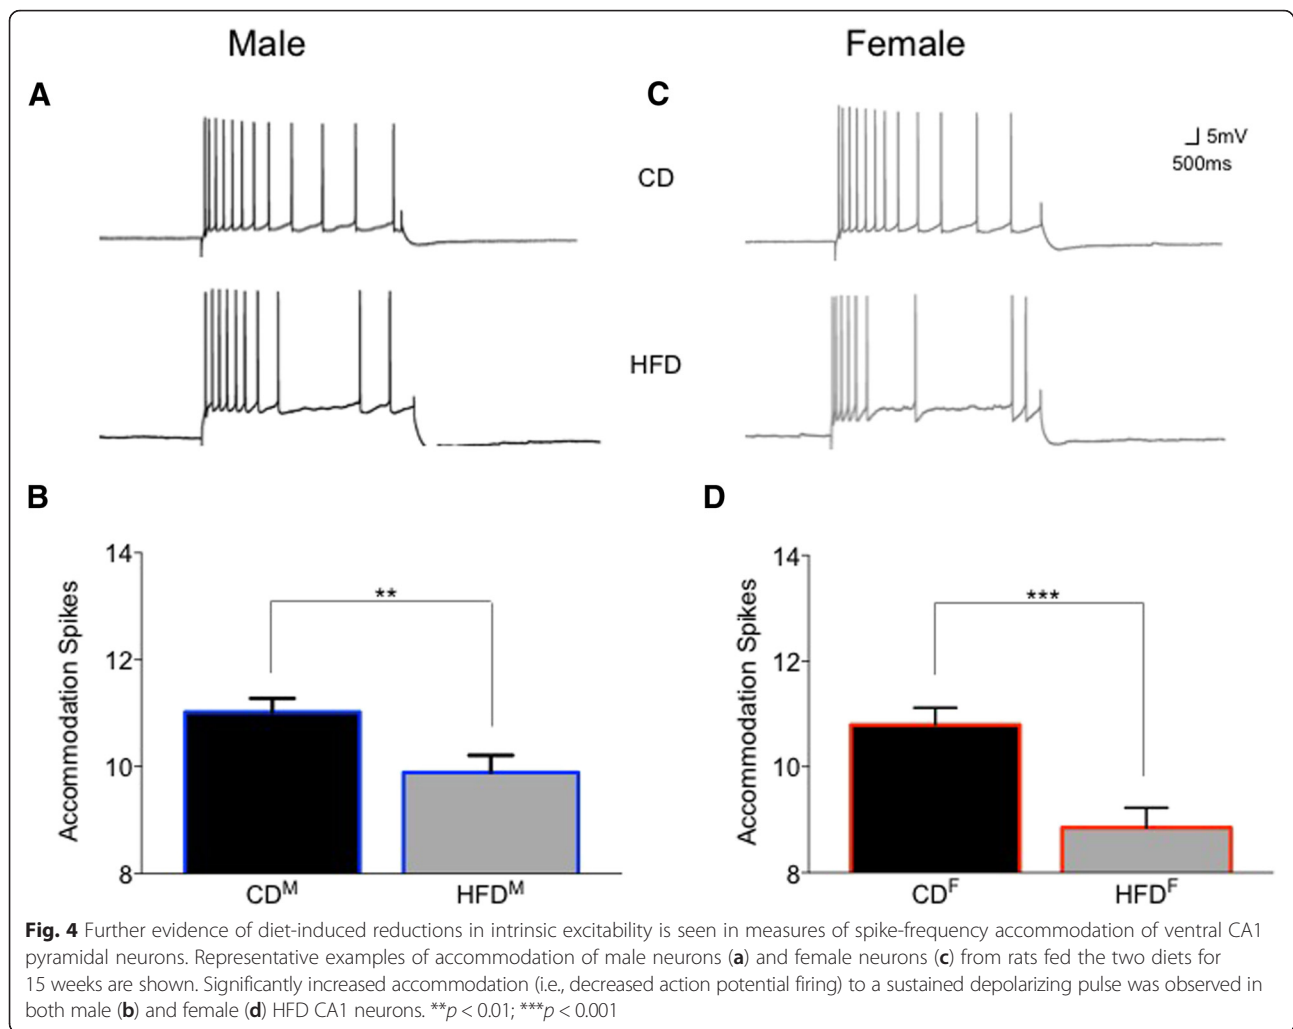 Male
Female
A
C
5mV
500ms
CD
HFD
B
D
14
12
10
8
Accommodation Spikes
**
CDᴹ
HFDᴹ
14
12
10
8
Accommodation Spikes
***
CDF
HFDF
Fig. 4 Further evidence of diet-induced reductions in intrinsic excitability is seen in measures of spike-frequency accommodation of ventral CA1
pyramidal neurons. Representative examples of accommodation of male neurons (a) and female neurons (c) from rats fed the two diets for
15 weeks are shown. Significantly increased accommodation (i.e., decreased action potential firing) to a sustained depolarizing pulse was observed in
both male (b) and female (d) HFD CA1 neurons. **p < 0.01; ***p < 0.001